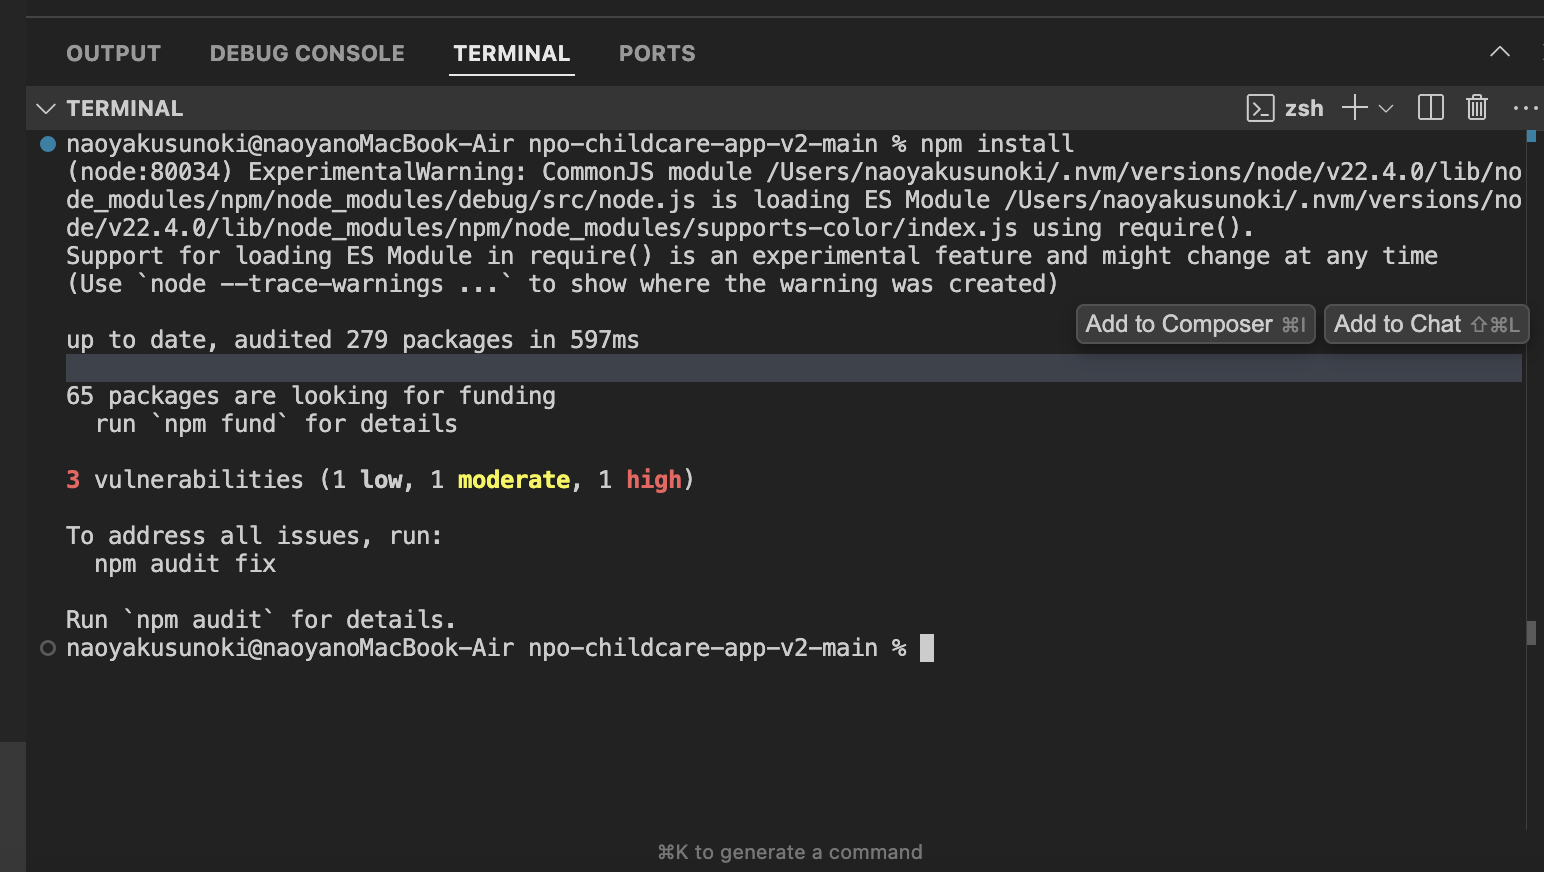 OUTPUT DEBUG CONSOLE TERMINAL PORTS
TERMINAL zsh
naoyakusunoki@naoyanoMacBook-Air npo-childcare-app-v2-main % npm install
(node:80034) ExperimentalWarning: CommonJS module /Users/naoyakusunoki/.nvm/versions/node/v22.4.0/lib/no
de_modules/npm/node_modules/debug/src/node.js is loading ES Module /Users/naoyakusunoki/.nvm/versions/no
de/v22.4.0/lib/node_modules/npm/node_modules/supports-color/index.js using require().
Support for loading ES Module in require() is an experimental feature and might change at any time
(Use `node --trace-warnings ...` to show where the warning was created)
Add to Composer ⌘I Add to Chat ⇧⌘L
up to date, audited 279 packages in 597ms
65 packages are looking for funding
run `npm fund` for details
3 vulnerabilities (1 low, 1 moderate, 1 high)
To address all issues, run:
npm audit fix
Run `npm audit` for details.
naoyakusunoki@naoyanoMacBook-Air npo-childcare-app-v2-main %
⌘K to generate a command